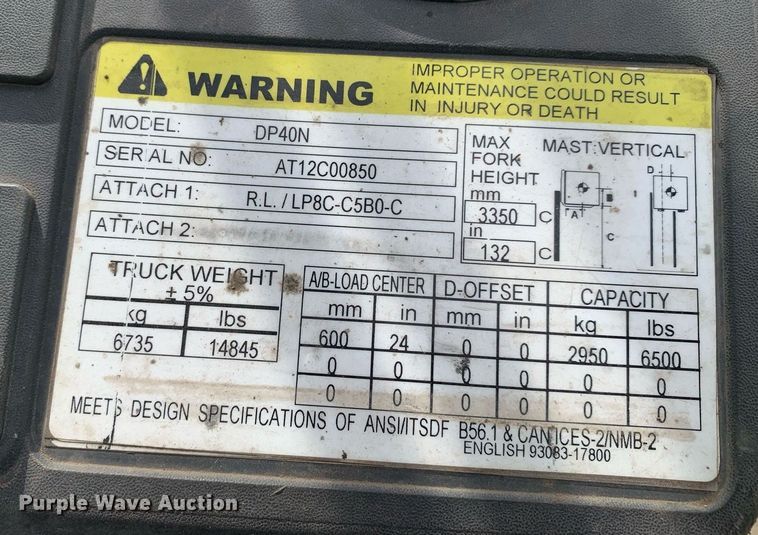 WARNING
IMPROPER OPERATION OR
MAINTENANCE COULD RESULT
IN INJURY OR DEATH
MODEL: DP40N
SERIAL NO: AT12C00850
ATTACH 1: R.L. / LP8C-C5B0-C
ATTACH 2:
MAX
FORK
HEIGHT
mm
3350 C
in
132 C
MAST:VERTICAL
D
A
C
TRUCK WEIGHT
± 5%
kg lbs
6735 14845
A/B-LOAD CENTER D-OFFSET CAPACITY
mm in mm in kg lbs
600 24 0 0 2950 6500
0 0 0 0 0 0
0 0 0 0 0 0
MEETS DESIGN SPECIFICATIONS OF ANSI/ITSDF B56.1 & CAN ICES-2/NMB-2
ENGLISH 93083-17800
Purple Wave Auction